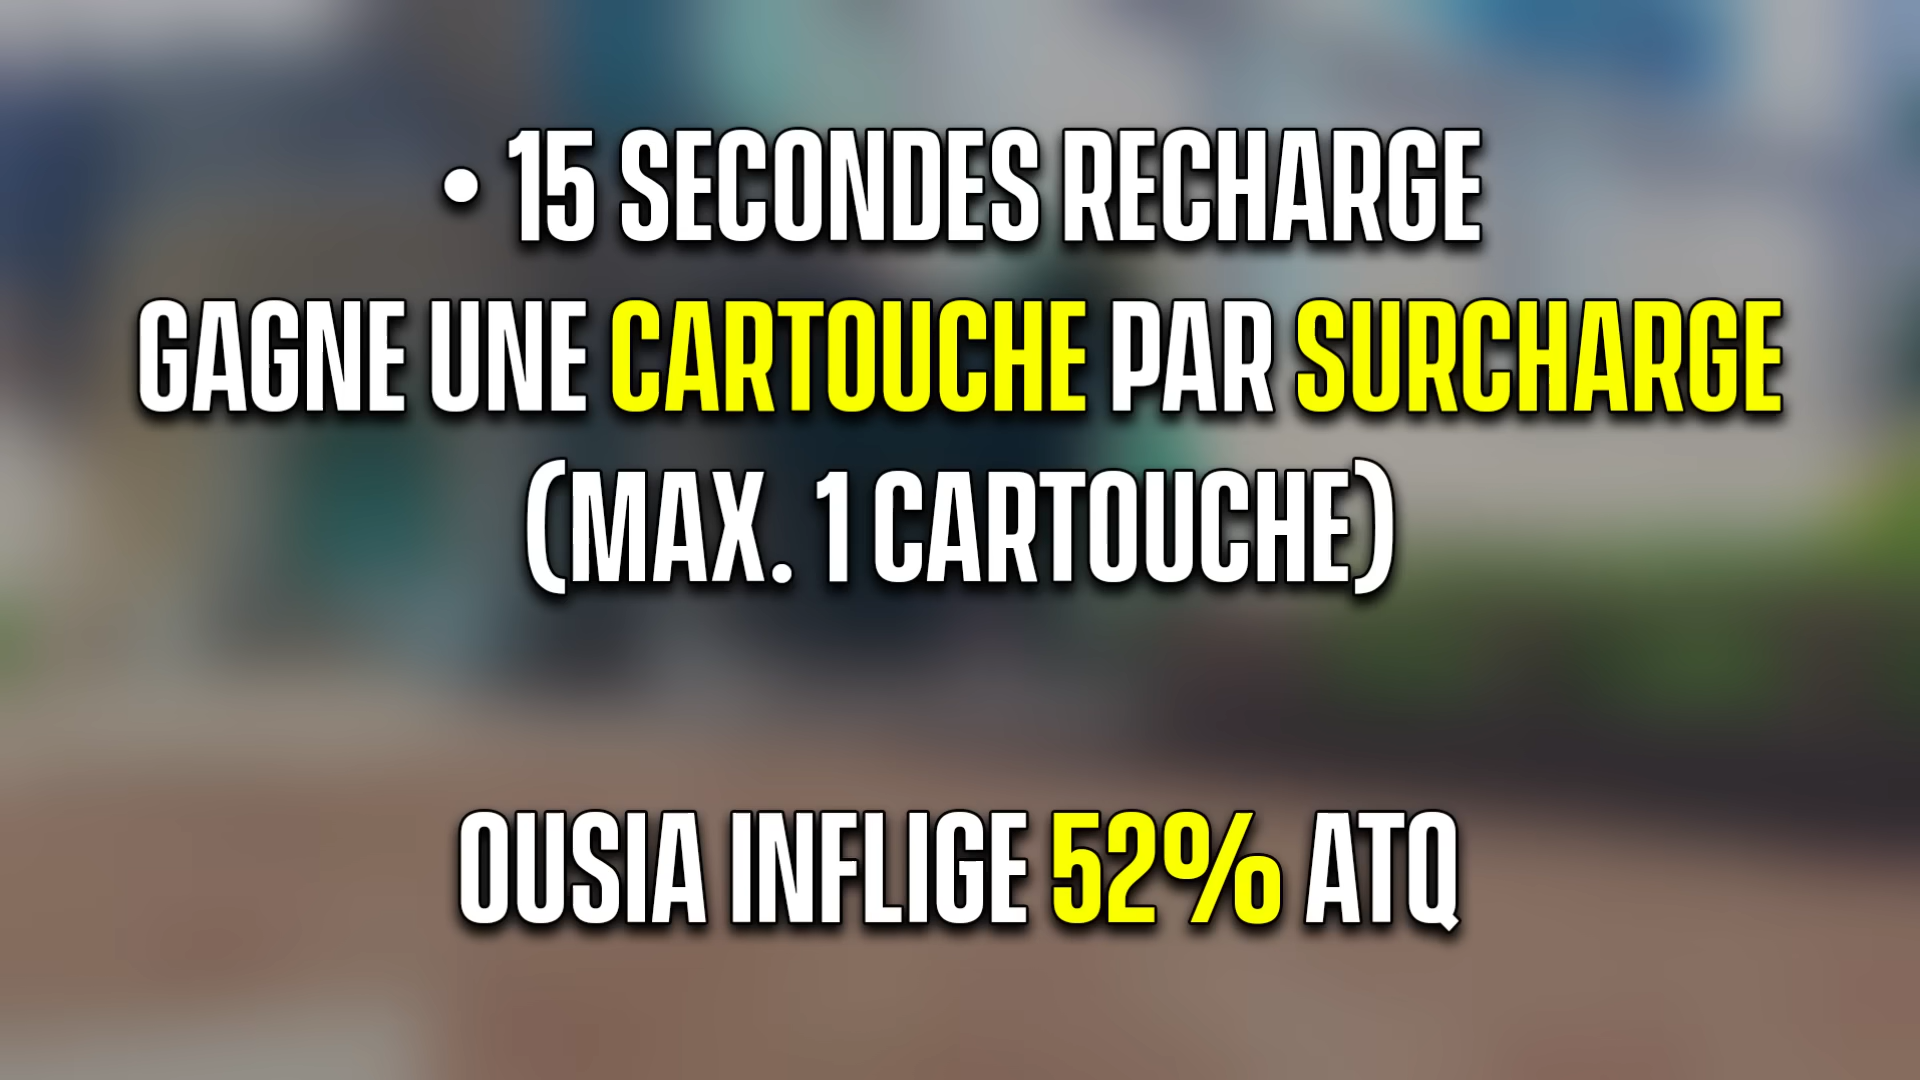 • 15 SECONDES RECHARGE
GAGNE UNE CARTOUCHE PAR SURCHARGE
(MAX. 1 CARTOUCHE)
OUSIA INFLIGE 52% ATQ